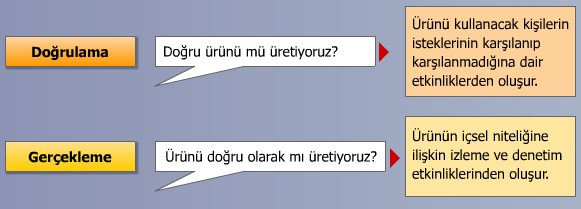 Doğrulama
Doğru ürünü mü üretiyoruz?
Ürünü kullanacak kişilerin
isteklerinin karşılanıp
karşılanmadığına dair
etkinliklerden oluşur.
Gerçekleme
Ürünü doğru olarak mı üretiyoruz?
Ürünün içsel niteliğine
ilişkin izleme ve denetim
etkinliklerinden oluşur.